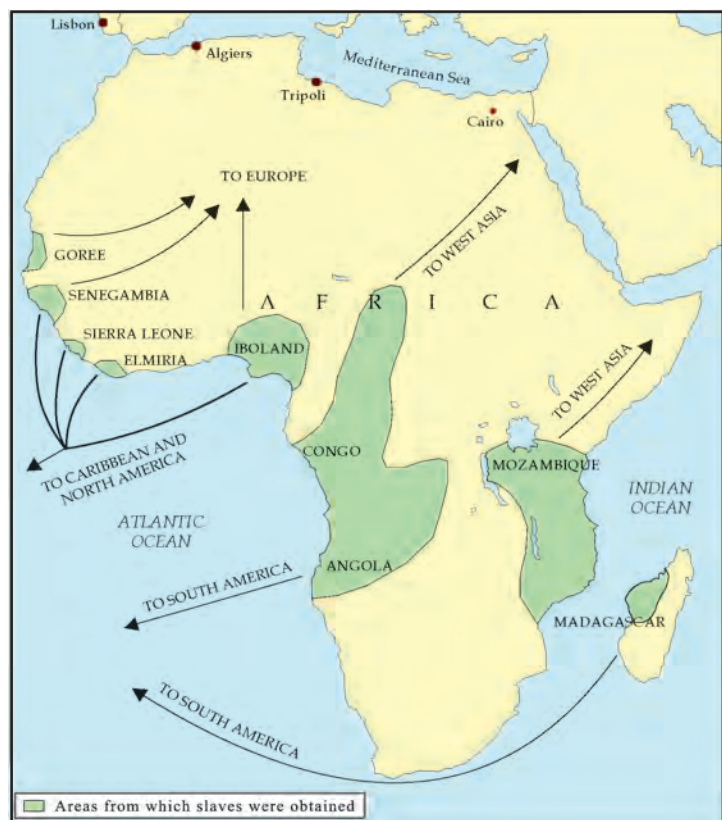 Lisbon
Algiers
Mediterranean Sea
Tripoli
Cairo
TO EUROPE
TO WEST ASIA
GOREE
SENEGAMBIA
A F R I C A
SIERRA LEONE
IBOLAND
ELMIRIA
TO WEST ASIA
TO CARIBBEAN AND
NORTH AMERICA
CONGO
MOZAMBIQUE
INDIAN
OCEAN
ATLANTIC
OCEAN
ANGOLA
TO SOUTH AMERICA
MADAGASCAR
TO SOUTH AMERICA
Areas from which slaves were obtained